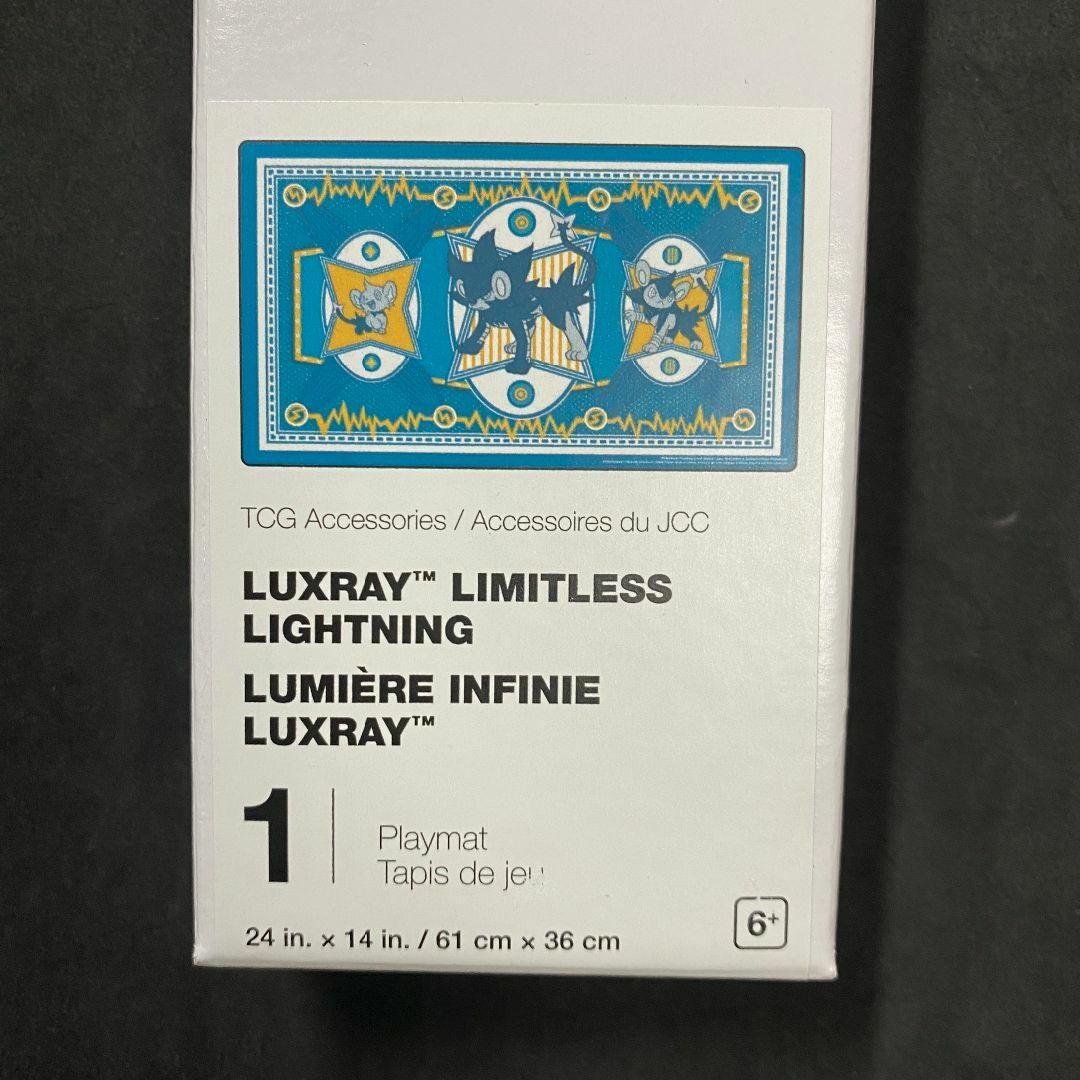 TCG Accessories / Accessoires du JCC
LUXRAY™ LIMITLESS
LIGHTNING
LUMIÈRE INFINIE
LUXRAY™
1
Playmat
Tapis de jeu
24 in. × 14 in. / 61 cm × 36 cm
6+